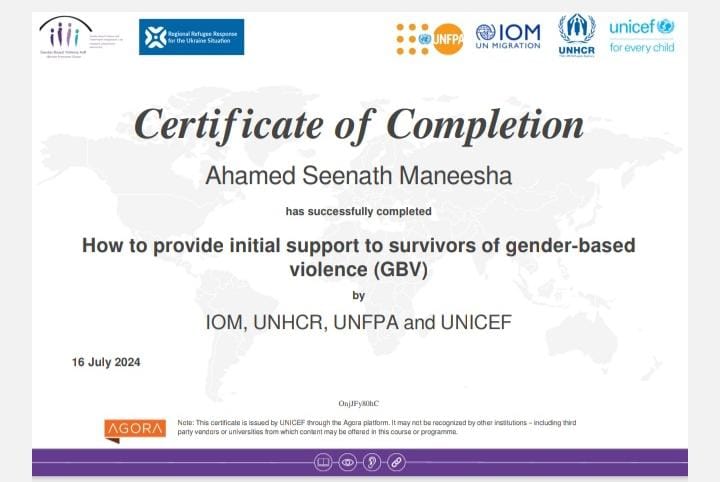 Regional Refugee Response
for the Ukraine Situation
UNFPA
IOM
UN MIGRATION
UNHCR
unicef
for every child
Certificate of Completion
Ahamed Seenath Maneesha
has successfully completed
How to provide initial support to survivors of gender-based
violence (GBV)
by
IOM, UNHCR, UNFPA and UNICEF
16 July 2024
OnjJFy80hC
AGORA
Note: This certificate is issued by UNICEF through the Agora platform. It may not be recognized by other institutions – including third
party vendors or universities from which content may be offered in this course or programme.